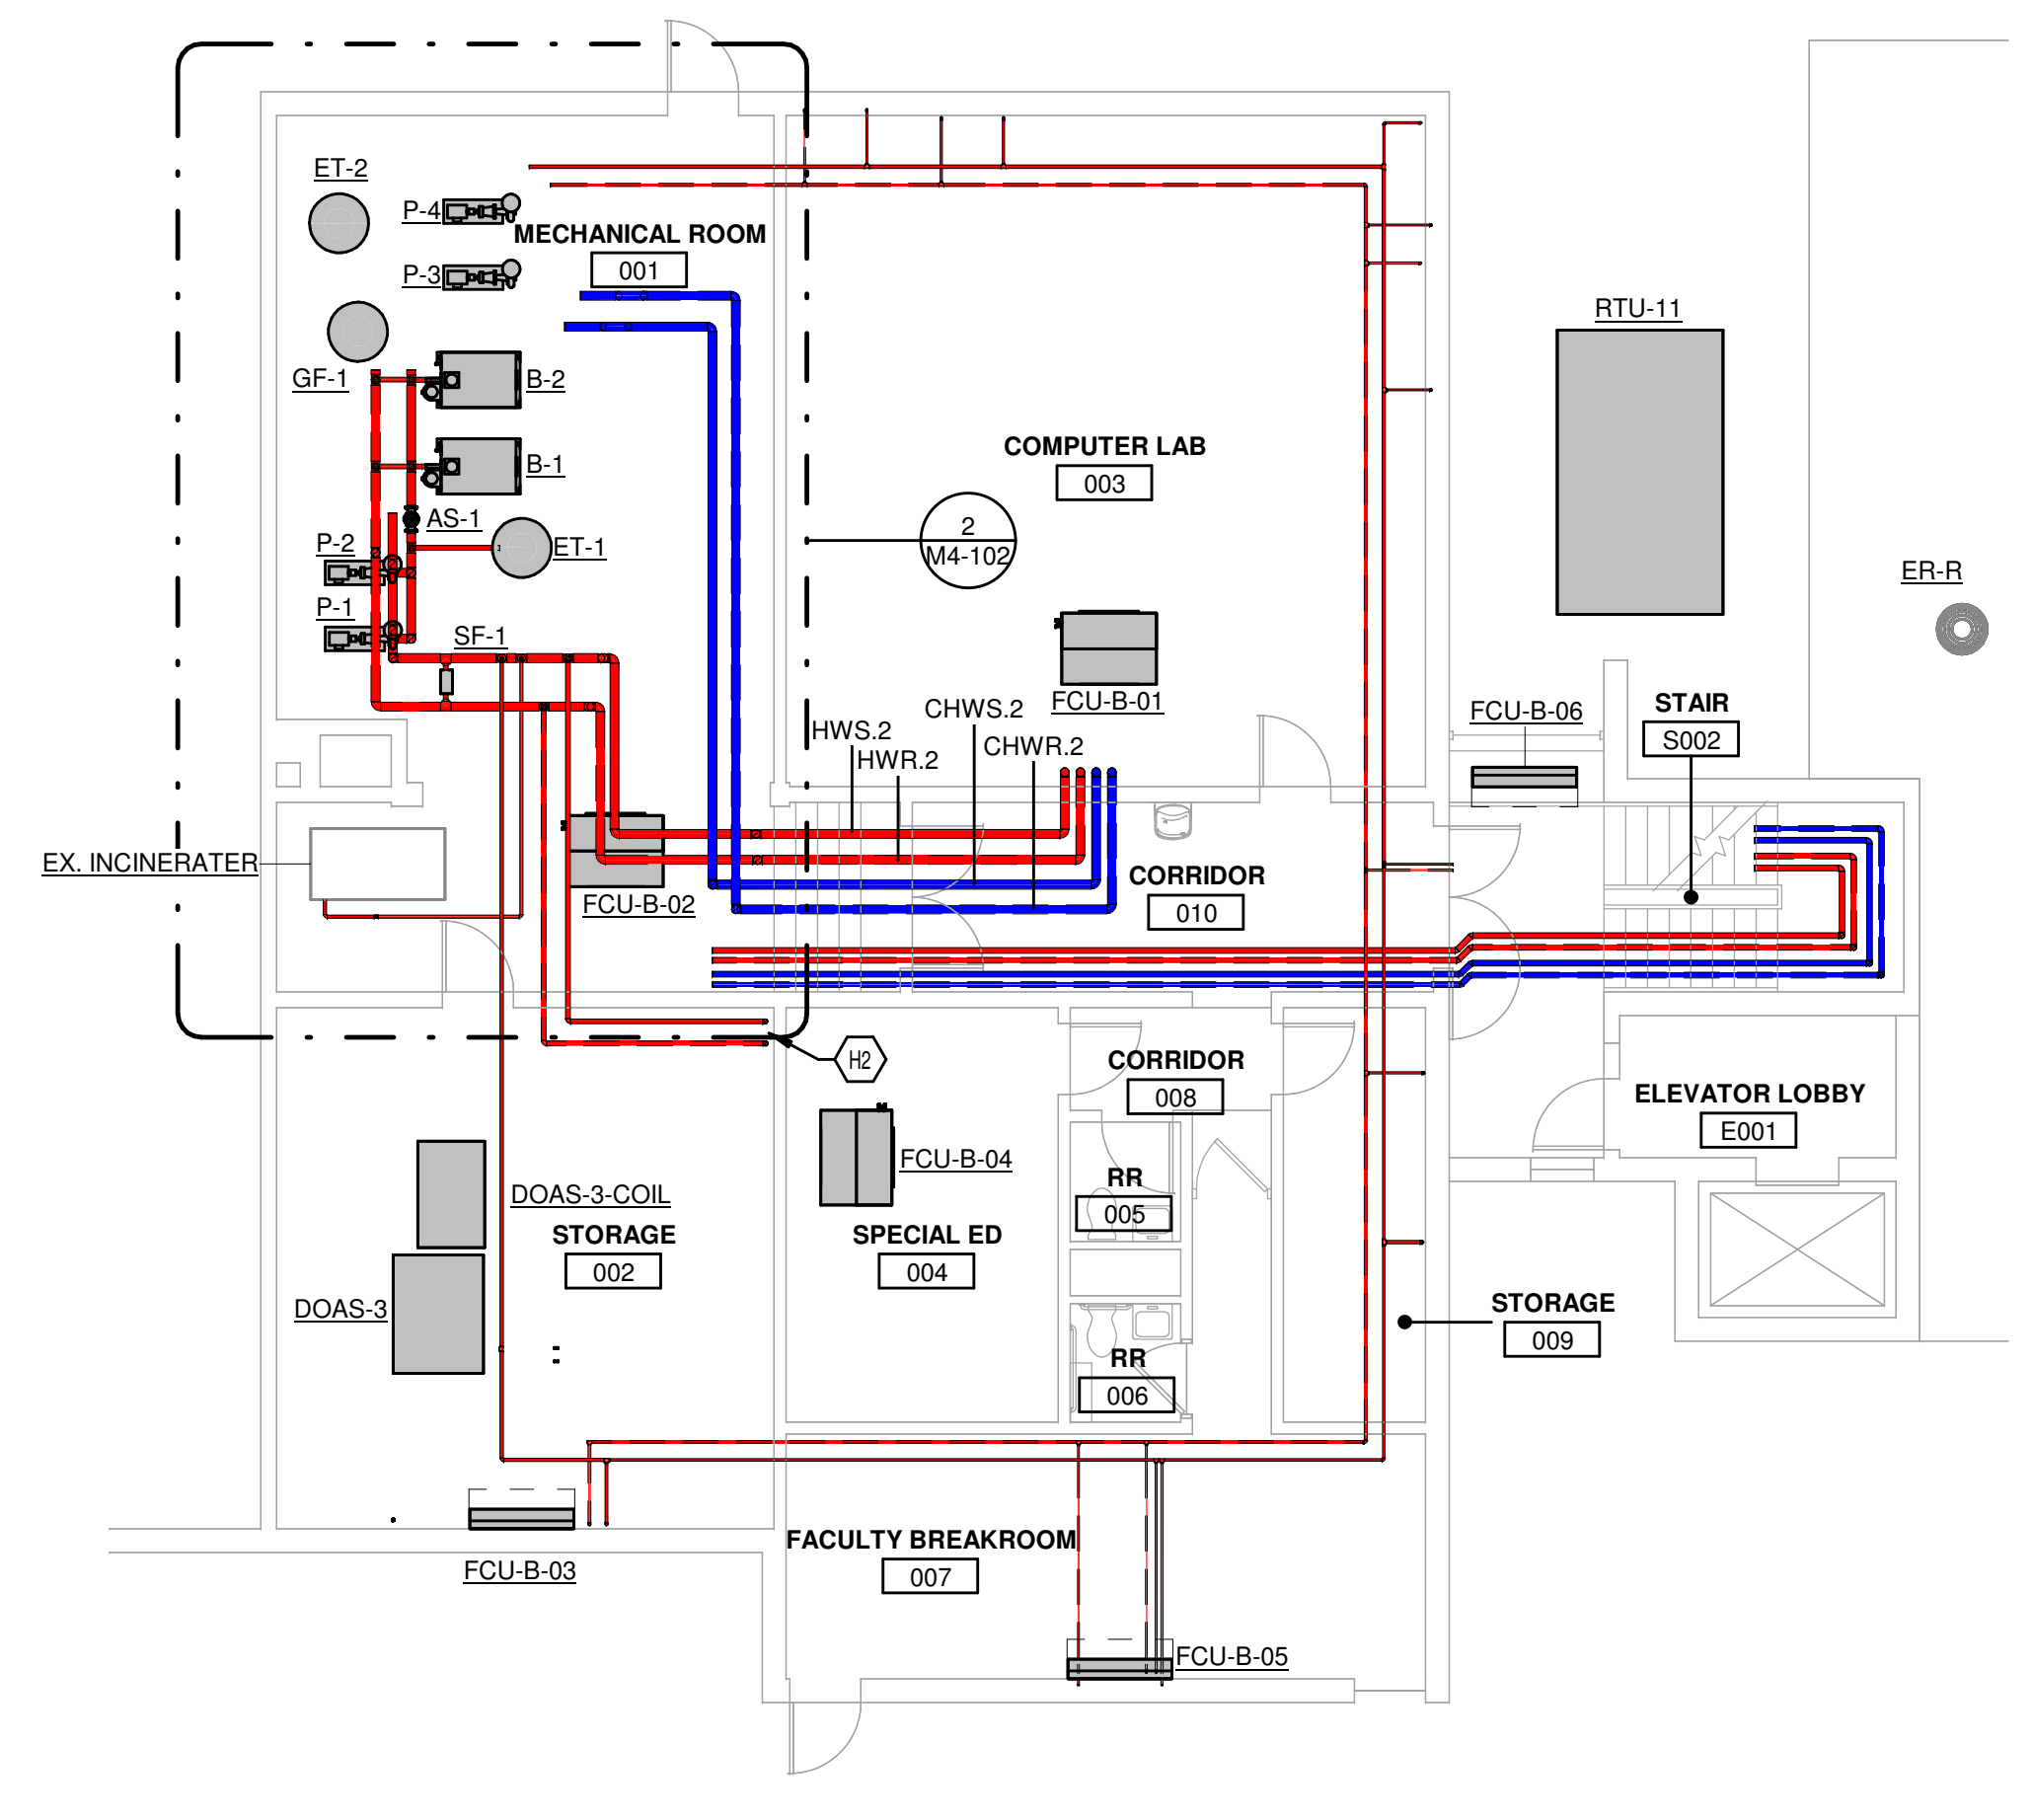 ET-2
P-4
MECHANICAL ROOM
001
P-3
RTU-11
GF-1
B-2
COMPUTER LAB
003
B-1
AS-1
2
M4-102
P-2
ET-1
ER-R
P-1
SF-1
FCU-B-01
CHWS.2
HWS.2
CHWR.2
HWR.2
FCU-B-06
STAIR
S002
EX. INCINERATER
FCU-B-02
CORRIDOR
010
H2
CORRIDOR
008
ELEVATOR LOBBY
E001
FCU-B-04
DOAS-3-COIL
RR
005
STORAGE
002
SPECIAL ED
004
DOAS-3
STORAGE
009
RR
006
FACULTY BREAKROOM
007
FCU-B-03
FCU-B-05